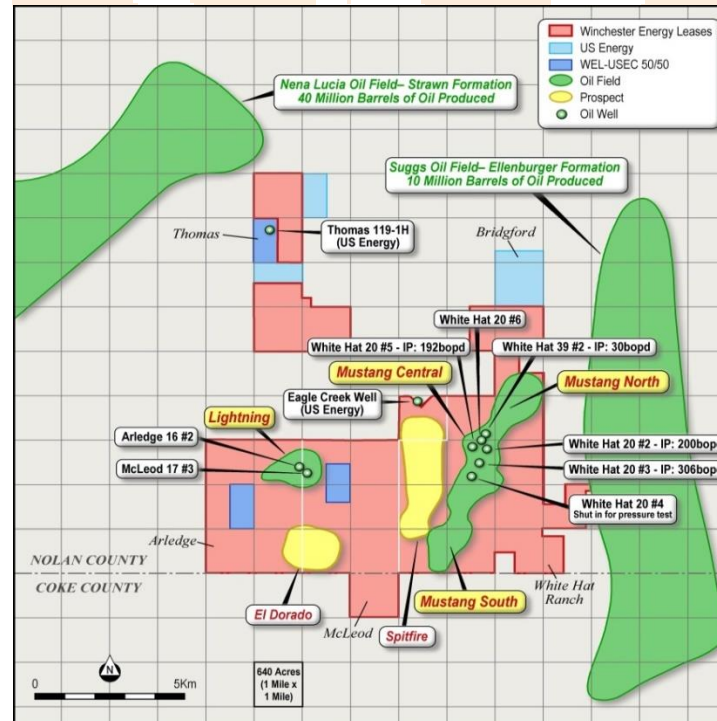 Winchester Energy Leases
US Energy
WEL-USEC 50/50
Oil Field
Prospect
Oil Well
Nena Lucia Oil Field– Strawn Formation
40 Million Barrels of Oil Produced
Suggs Oil Field– Ellenburger Formation
10 Million Barrels of Oil Produced
Thomas
Thomas 119-1H
(US Energy)
Bridgford
White Hat 20 #6
White Hat 20 #5 - IP: 192bopd
White Hat 39 #2 - IP: 30bopd
Mustang Central
Mustang North
Eagle Creek Well
(US Energy)
Lightning
Arledge 16 #2
McLeod 17 #3
White Hat 20 #2 - IP: 200bop
White Hat 20 #3 - IP: 306bop
White Hat 20 #4
Shut in for pressure test
Arledge
NOLAN COUNTY
COKE COUNTY
El Dorado
McLeod
Spitfire
Mustang South
White Hat
Ranch
N
0
5Km
640 Acres
(1 Mile x
1 Mile)